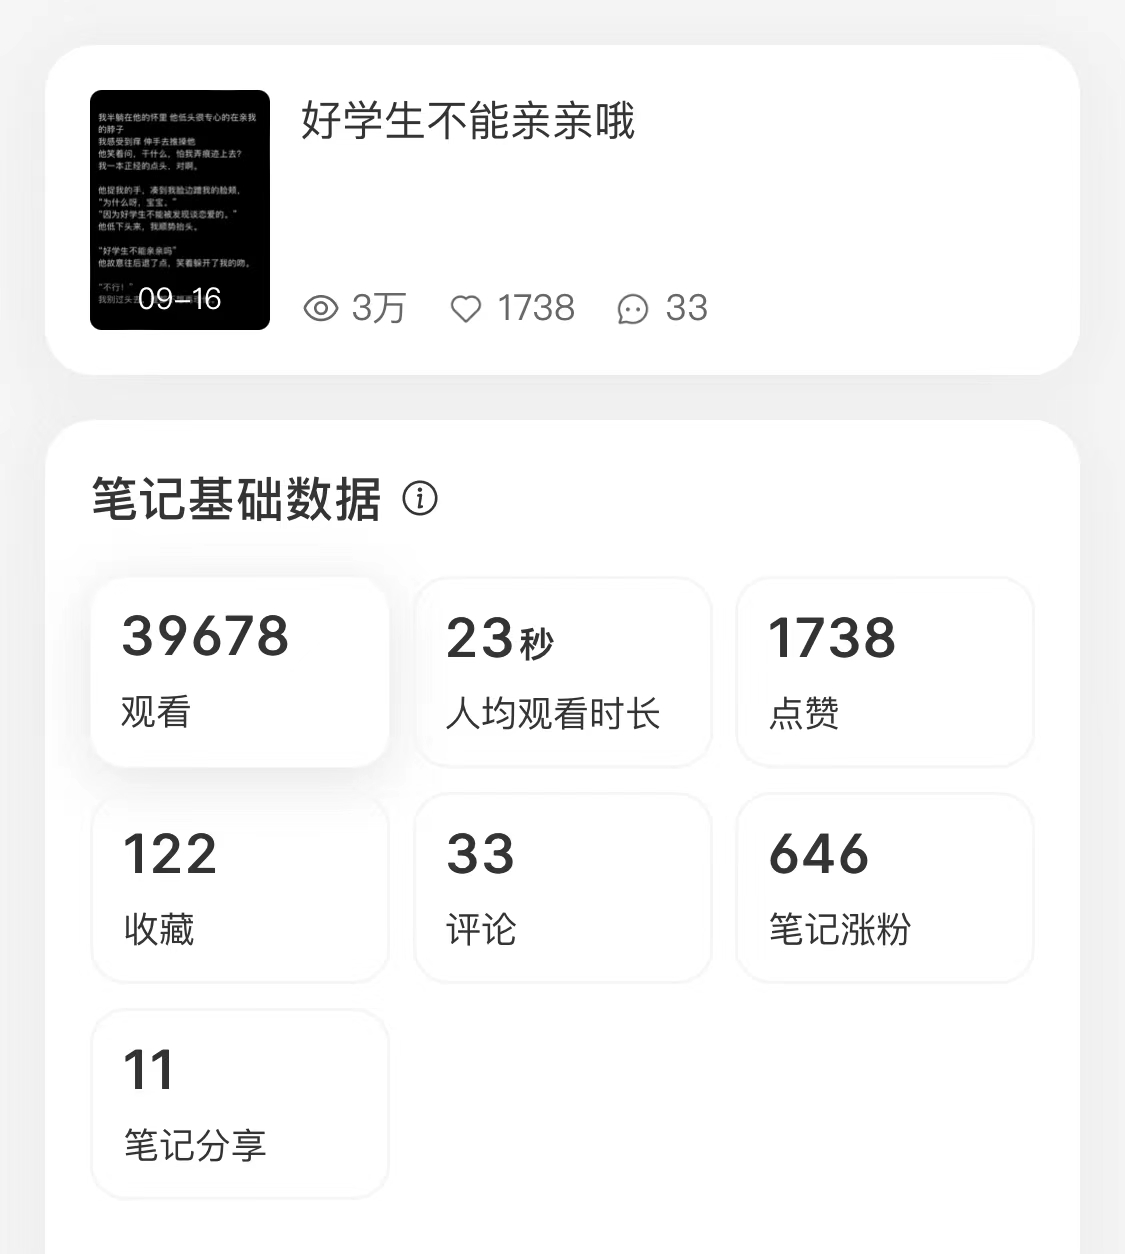 我半躺在他的怀里 他低头很专心的在亲我
的脖子
我感受到痒 伸手去推搡他
他笑着问，干什么，怕我弄痕迹上去?
我一本正经的点头，对啊。
他捉我的手，凑到我脸边蹭我的脸颊，
“为什么呀，宝宝。”
“因为好学生不能被发现谈恋爱的。”
他低下头来，我顺势抬头。
“好学生不能亲亲吗”
他故意往后退了点，笑着躲开了我的吻。
“不行！”
我别过头去
09-16
好学生不能亲亲哦
3万 1738 33
笔记基础数据
39678
观看
23秒
人均观看时长
1738
点赞
122
收藏
33
评论
646
笔记涨粉
11
笔记分享